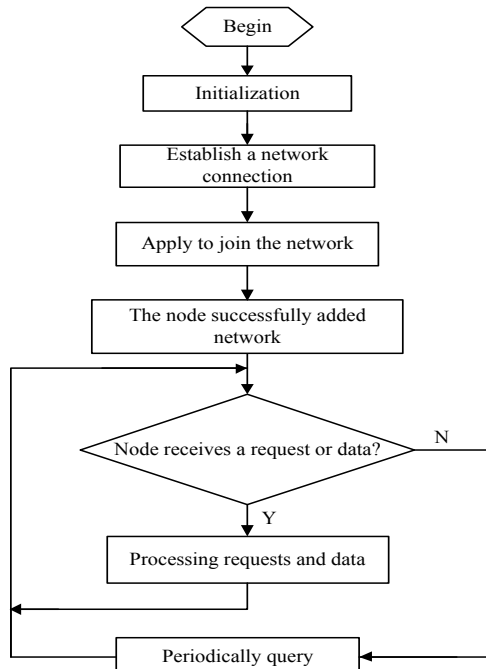 Begin
Initialization
Establish a network
connection
Apply to join the network
The node successfully added
network
Node receives a request or data?
N
Y
Processing requests and data
Periodically query